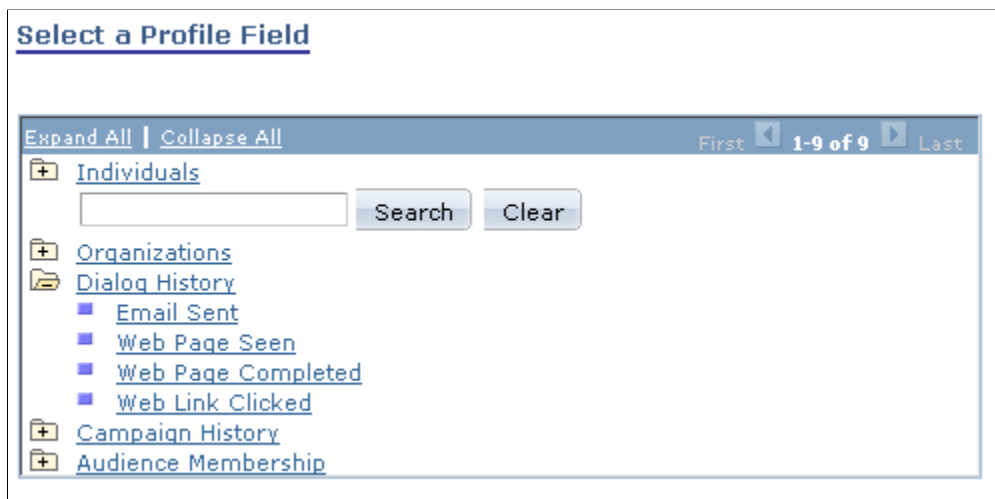 Select a Profile Field
Expand All | Collapse All First 1-9 of 9 Last
Individuals
Search Clear
Organizations
Dialog History
Email Sent
Web Page Seen
Web Page Completed
Web Link Clicked
Campaign History
Audience Membership